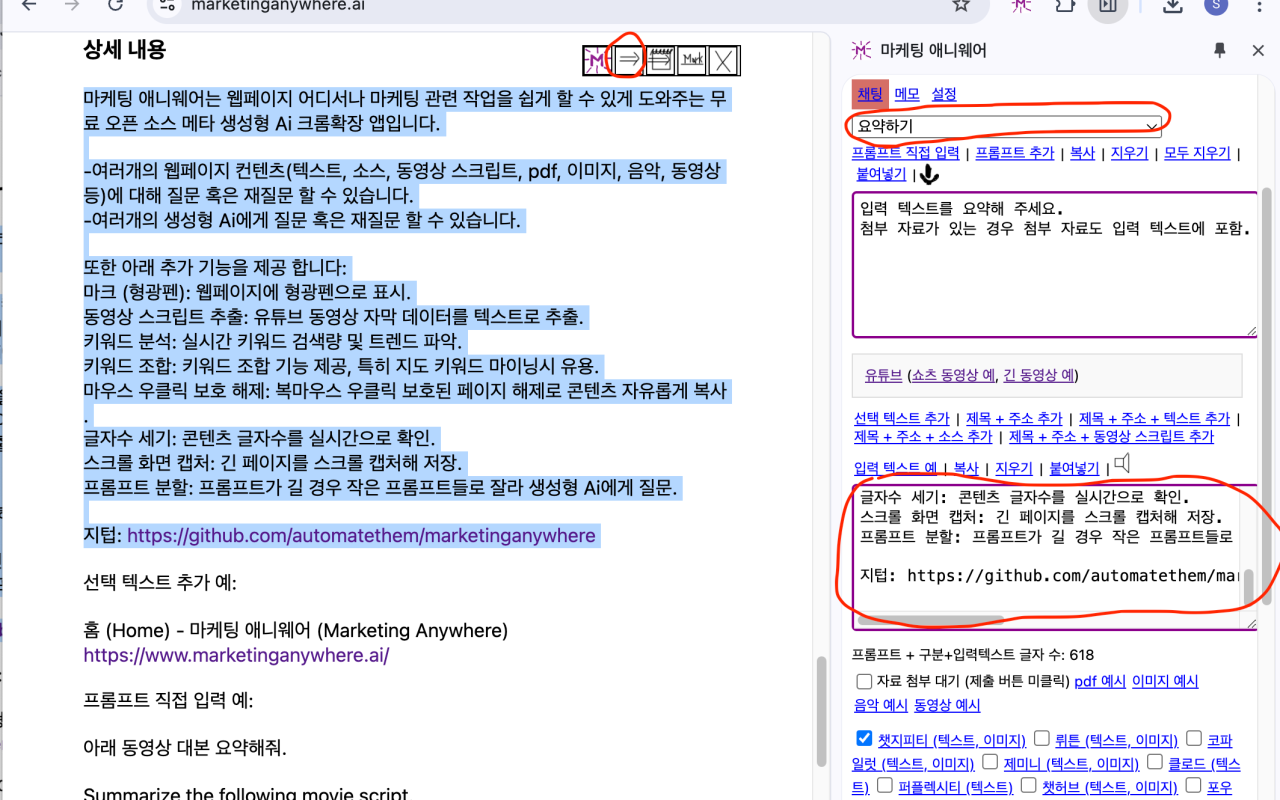 marketinganywhere.ai
S
상세 내용
M
Mark
마케팅 애니웨어는 웹페이지 어디서나 마케팅 관련 작업을 쉽게 할 수 있게 도와주는 무
료 오픈 소스 메타 생성형 Ai 크롬확장 앱입니다.
-여러개의 웹페이지 컨텐츠(텍스트, 소스, 동영상 스크립트, pdf, 이미지, 음악, 동영상
등)에 대해 질문 혹은 재질문 할 수 있습니다.
-여러개의 생성형 Ai에게 질문 혹은 재질문 할 수 있습니다.
또한 아래 추가 기능을 제공 합니다:
마크 (형광펜): 웹페이지에 형광펜으로 표시.
동영상 스크립트 추출: 유튜브 동영상 자막 데이터를 텍스트로 추출.
키워드 분석: 실시간 키워드 검색량 및 트렌드 파악.
키워드 조합: 키워드 조합 기능 제공, 특히 지도 키워드 마이닝시 유용.
마우스 우클릭 보호 해제: 복마우스 우클릭 보호된 페이지 해제로 콘텐츠 자유롭게 복사
.
글자수 세기: 콘텐츠 글자수를 실시간으로 확인.
스크롤 화면 캡처: 긴 페이지를 스크롤 캡처해 저장.
프롬프트 분할: 프롬프트가 길 경우 작은 프롬프트들로 잘라 생성형 Ai에게 질문.
지텁: https://github.com/automatethem/marketinganywhere
선택 텍스트 추가 예:
홈 (Home) - 마케팅 애니웨어 (Marketing Anywhere)
https://www.marketinganywhere.ai/
프롬프트 직접 입력 예:
아래 동영상 대본 요약해줘.
Summarize the following movie script
M 마케팅 애니웨어
채팅 메모 설정
요약하기
프롬프트 직접 입력 | 프롬프트 추가 | 복사 | 지우기 | 모두 지우기 |
붙여넣기 |
입력 텍스트를 요약해 주세요.
첨부 자료가 있는 경우 첨부 자료도 입력 텍스트에 포함.
유튜브 (쇼츠 동영상 예, 긴 동영상 예)
선택 텍스트 추가 | 제목 + 주소 추가 | 제목 + 주소 + 텍스트 추가 |
제목 + 주소 + 소스 추가 | 제목 + 주소 + 동영상 스크립트 추가
입력 텍스트 예 | 복사 | 지우기 | 붙여넣기 |
글자수 세기: 콘텐츠 글자수를 실시간으로 확인.
스크롤 화면 캡처: 긴 페이지를 스크롤 캡처해 저장.
프롬프트 분할: 프롬프트가 길 경우 작은 프롬프트들로
지텁: https://github.com/automatethem/mar
프롬프트 + 구분+입력텍스트 글자 수: 618
자료 첨부 대기 (제출 버튼 미클릭) pdf 예시 이미지 예시
음악 예시 동영상 예시
챗지피티 (텍스트, 이미지) 뤼튼 (텍스트, 이미지) 코파
일럿 (텍스트, 이미지) 제미니 (텍스트, 이미지) 클로드 (텍스
트) 퍼플렉시티 (텍스트) 챗허브 (텍스트, 이미지) 포우